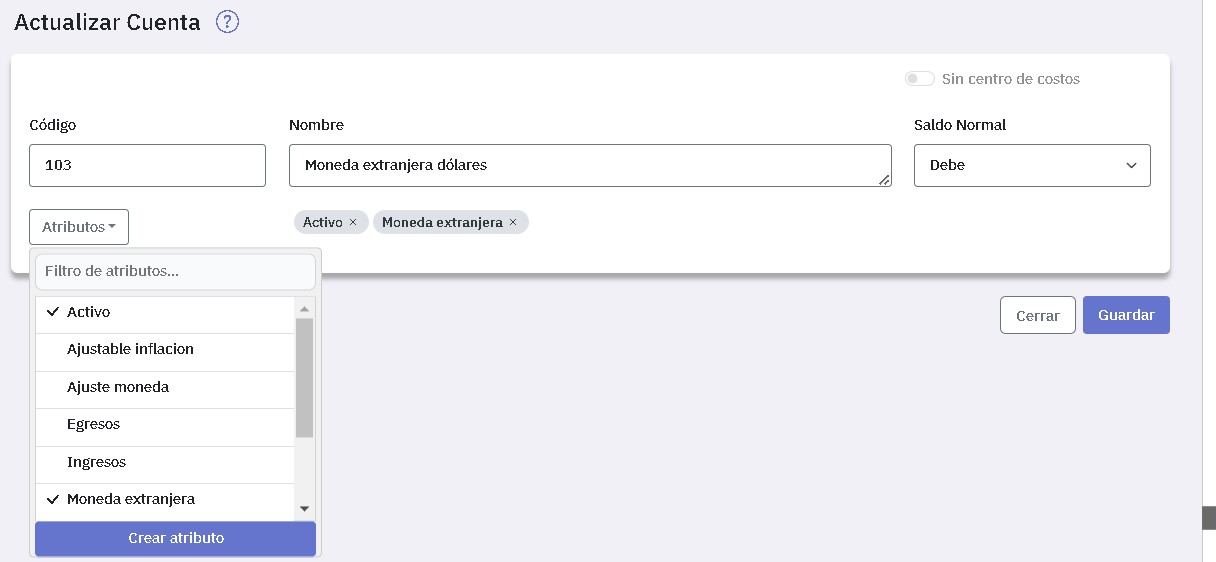 Actualizar Cuenta ?
Sin centro de costos
Código
Nombre
Saldo Normal
103
Moneda extranjera dólares
Debe
Atributos
Activo ×
Moneda extranjera ×
Filtro de atributos...
Activo
Ajustable inflacion
Ajuste moneda
Egresos
Ingresos
Moneda extranjera
Crear atributo
Cerrar
Guardar